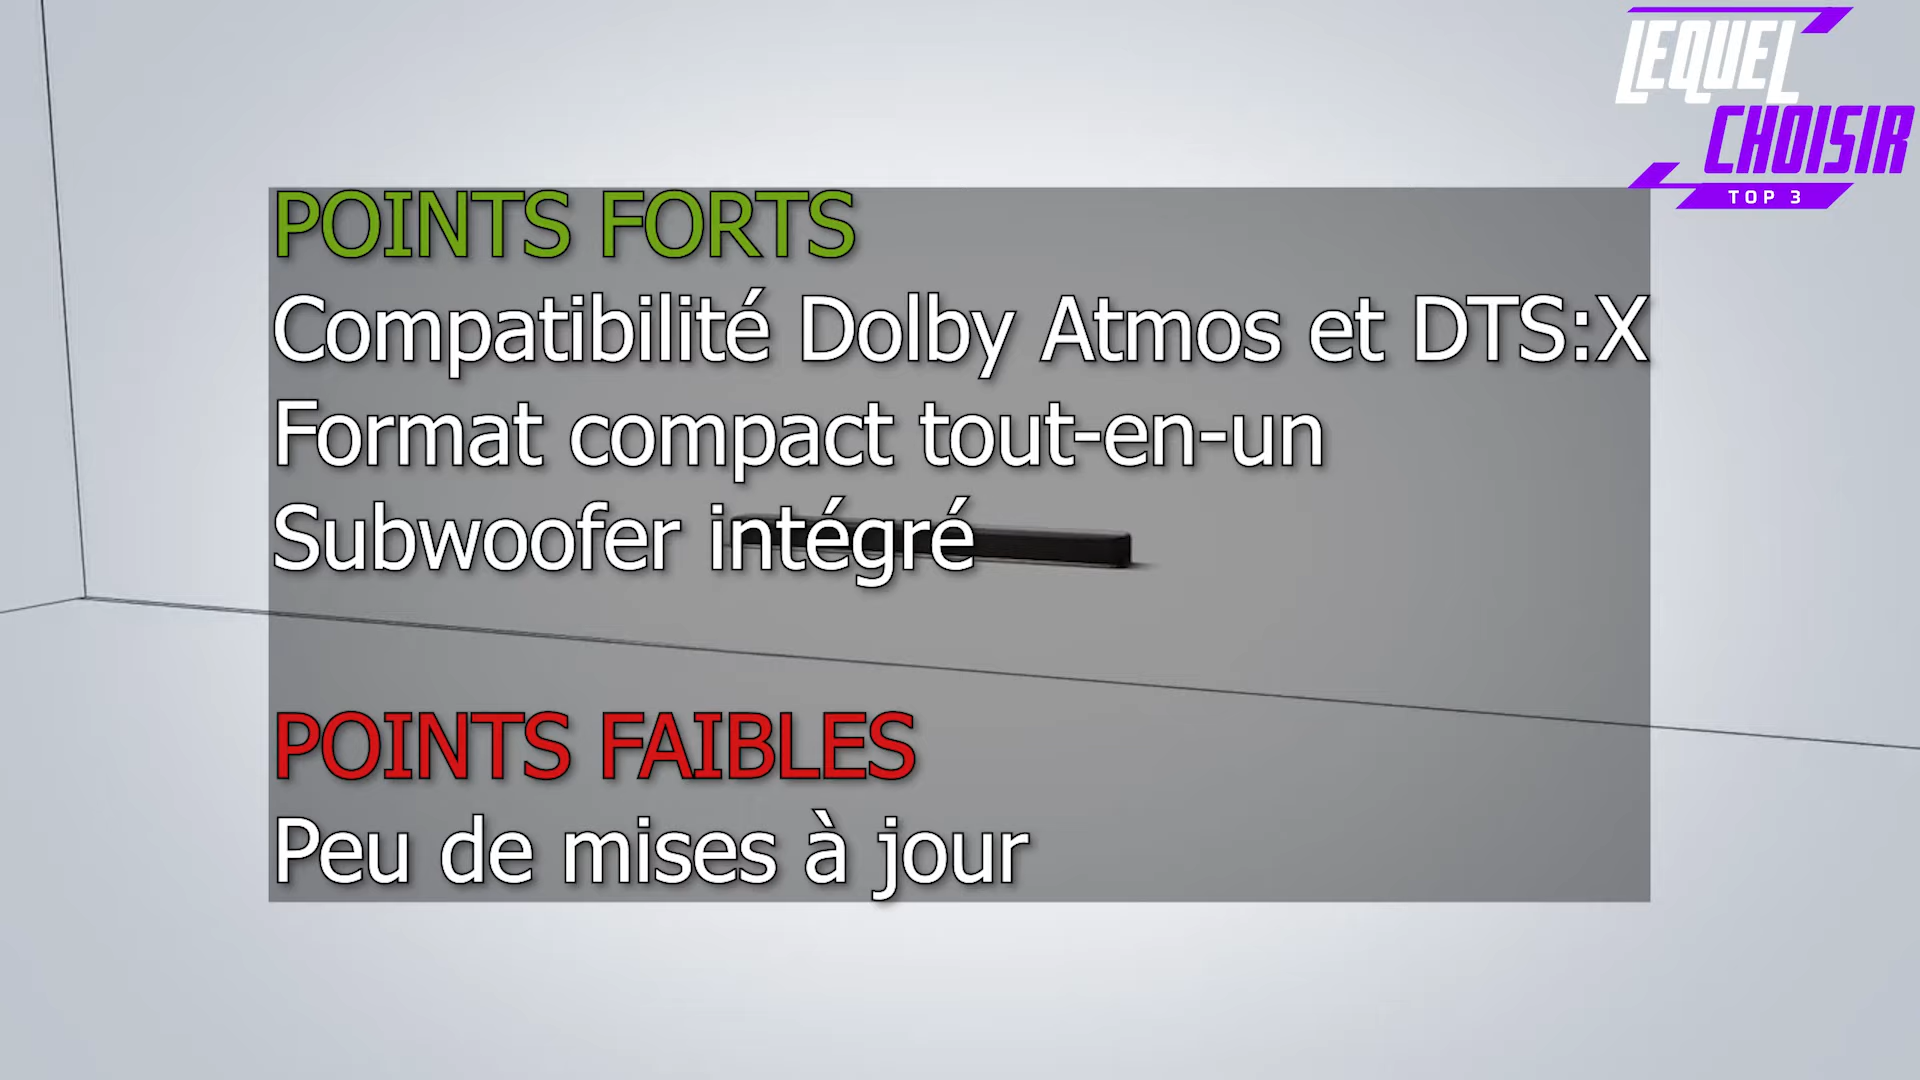 LEQUEL
CHOISIR
TOP 3
POINTS FORTS
Compatibilité Dolby Atmos et DTS:X
Format compact tout-en-un
Subwoofer intégré
POINTS FAIBLES
Peu de mises à jour